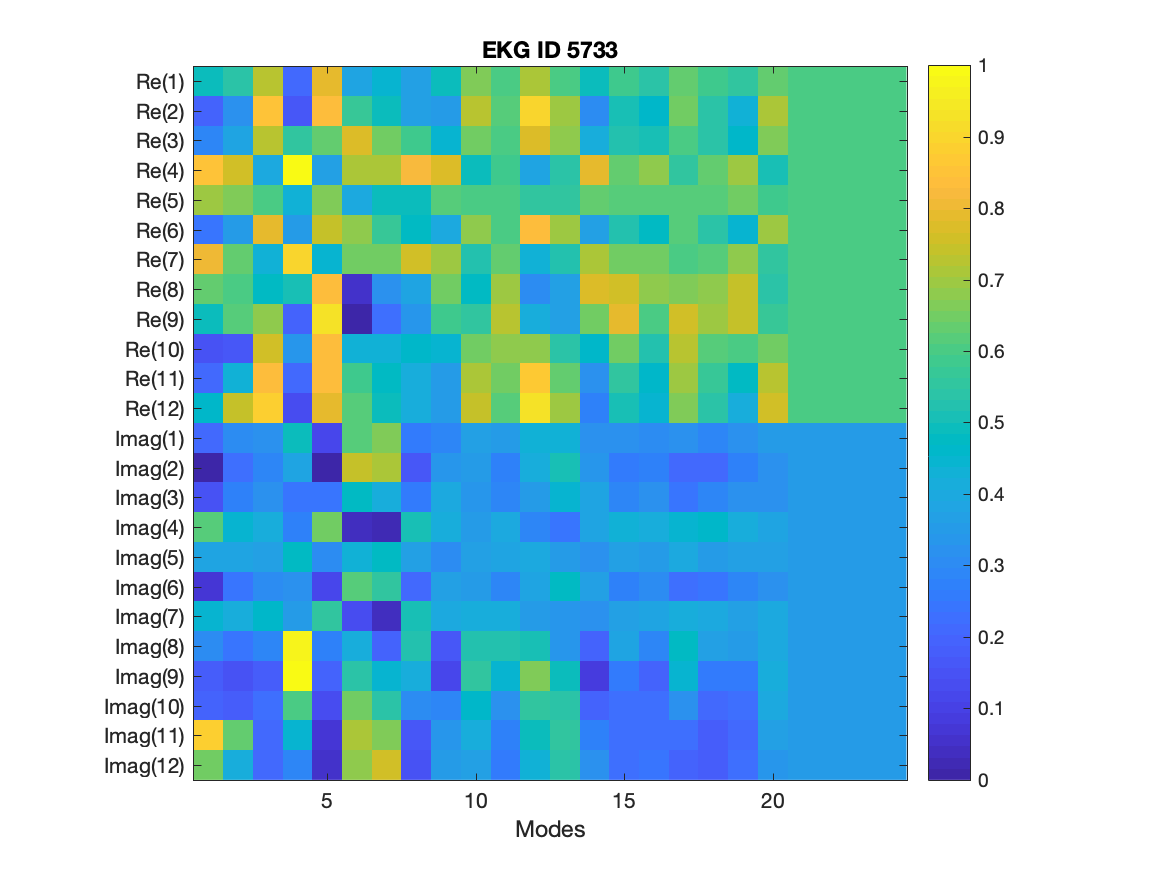 EKG ID 5733
Re(1)
Re(2)
Re(3)
Re(4)
Re(5)
Re(6)
Re(7)
Re(8)
Re(9)
Re(10)
Re(11)
Re(12)
Imag(1)
Imag(2)
Imag(3)
Imag(4)
Imag(5)
Imag(6)
Imag(7)
Imag(8)
Imag(9)
Imag(10)
Imag(11)
Imag(12)
5 10 15 20
Modes
1
0.9
0.8
0.7
0.6
0.5
0.4
0.3
0.2
0.1
0